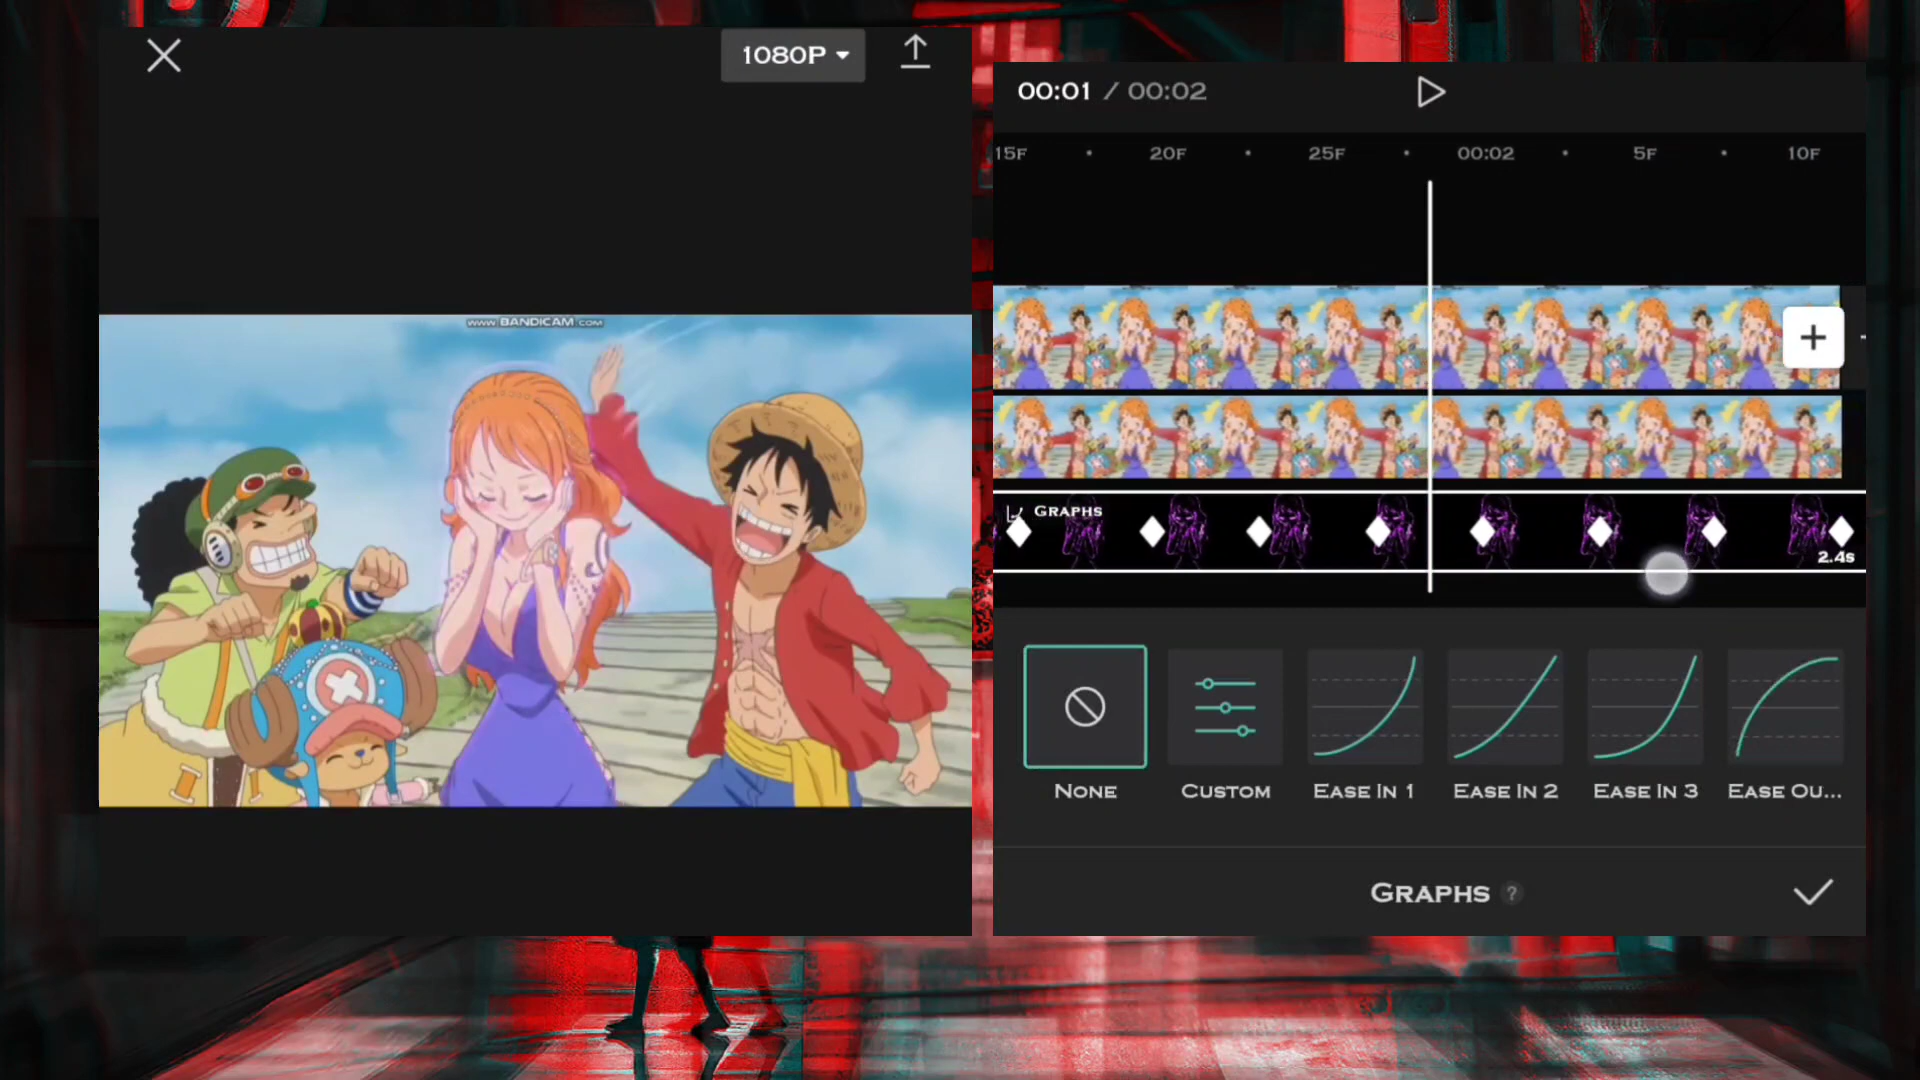 1080P
www.BANDICAM.com
00:01 / 00:02
15F 20F 25F 00:02 5F 10F
Graphs
2.4s
None Custom Ease In 1 Ease In 2 Ease In 3 Ease Ou...
Graphs ?